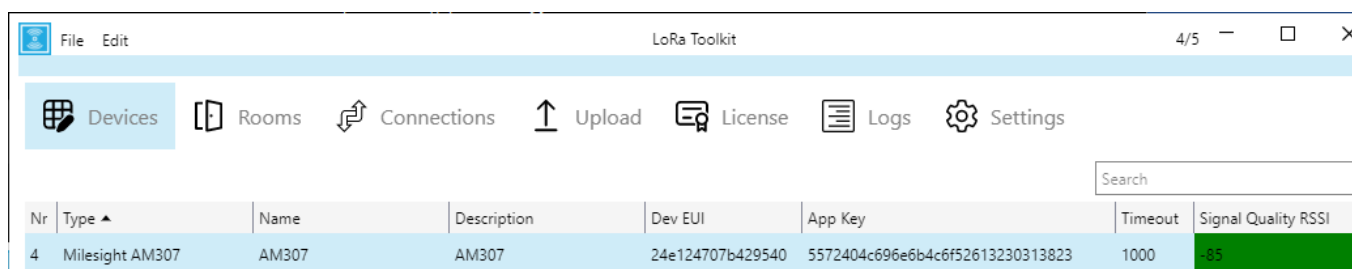 File Edit LoRa Toolkit 4/5
Devices Rooms Connections Upload License Logs Settings
Search
Nr Type Name Description Dev EUI App Key Timeout Signal Quality RSSI
4 Milesight AM307 AM307 AM307 24e124707b429540 5572404c696e6b4c6f52613230313823 1000 -85